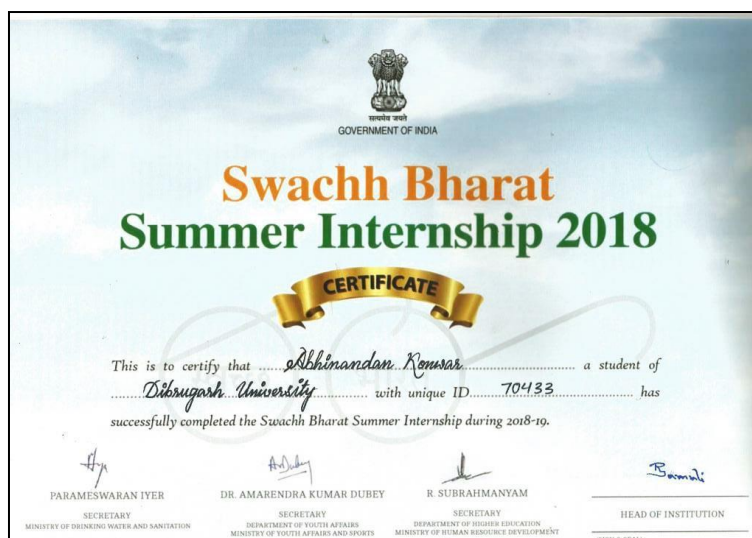 सत्यमेव जयते
GOVERNMENT OF INDIA
Swachh Bharat
Summer Internship 2018
CERTIFICATE
This is to certify that ......Abhinandan Konwar........................ a student of
........Dibrugarh University............ with unique ID........70433.................... has
successfully completed the Swachh Bharat Summer Internship during 2018-19.
PARAMESWARAN IYER
SECRETARY
MINISTRY OF DRINKING WATER AND SANITATION
DR. AMARENDRA KUMAR DUBEY
SECRETARY
DEPARTMENT OF YOUTH AFFAIRS
MINISTRY OF YOUTH AFFAIRS AND SPORTS
R. SUBRAHMANYAM
SECRETARY
DEPARTMENT OF HIGHER EDUCATION
MINISTRY OF HUMAN RESOURCE DEVELOPMENT
HEAD OF INSTITUTION